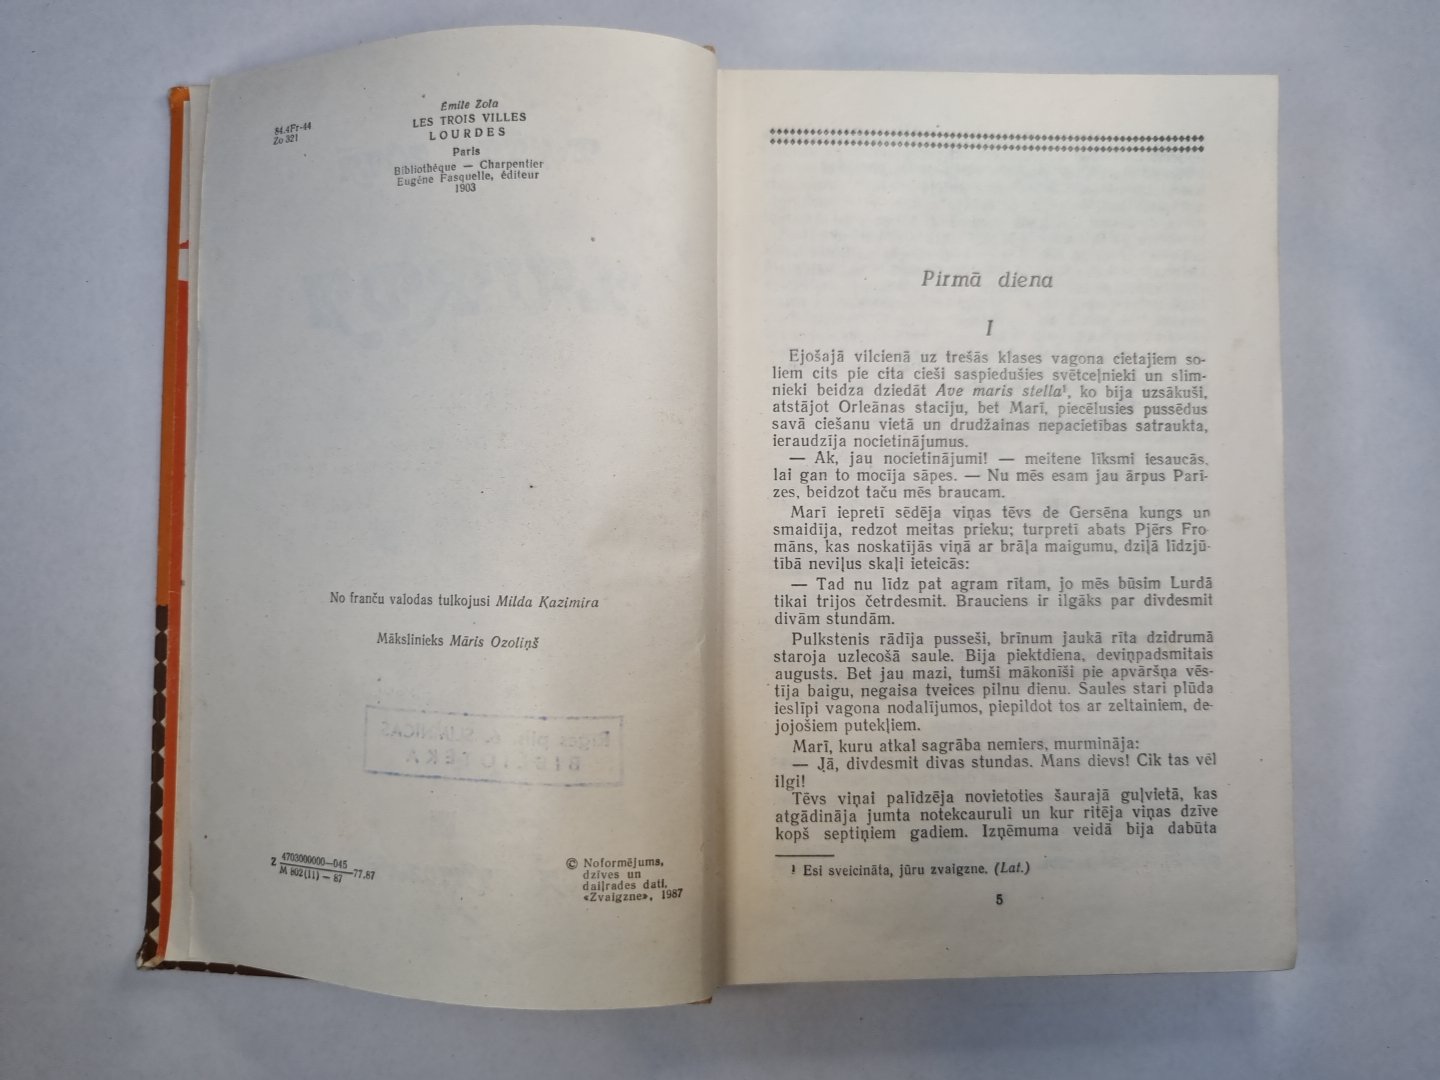 84.4Fr-44
Zo 321
Émile Zola
LES TROIS VILLES
LOURDES
Paris
Bibliothéque — Charpentier
Eugéne Fasquelle, éditeur
1903
No franču valodas tulkojusi Milda Kazimira
Mākslinieks Māris Ozoliņš
Rīgas pils. 6. SLIMNĪCAS
BIBLIOTĒKA
Z 4703000000—045
M 802(11) — 87 —77.87
© Noformējums,
dzīves un
daiļrades dati,
«Zvaigzne», 1987
Pirmā diena
I
Ejošajā vilcienā uz trešās klases vagona cietajiem so-
liem cits pie cita cieši saspiedušies svētceļnieki un slim-
nieki beidza dziedāt Ave maris stella¹, ko bija uzsākuši,
atstājot Orleānas staciju, bet Marī, piecēlusies pussēdus
savā ciešanu vietā un drudžainas nepacietības satraukta,
ieraudzīja nocietinājumus.
— Ak, jau nocietinājumi! — meitene līksmi iesaucās,
lai gan to mocīja sāpes. — Nu mēs esam jau ārpus Parī-
zes, beidzot taču mēs braucam.
Marī iepretī sēdēja viņas tēvs de Gersēna kungs un
smaidīja, redzot meitas prieku; turpretī abats Pjērs Fro-
māns, kas noskatījās viņā ar brāļa maigumu, dziļā līdzjū-
tībā neviļus skaļi ieteicās:
— Tad nu līdz pat agram rītam, jo mēs būsim Lurdā
tikai trijos četrdesmit. Brauciens ir ilgāks par divdesmit
divām stundām.
Pulkstenis rādīja pusseši, brīnum jaukā rīta dzidrumā
staroja uzlecošā saule. Bija piektdiena, deviņpadsmitais
augusts. Bet jau mazi, tumši mākonīši pie apvāršņa vēs-
tīja baigu, negaisa tveices pilnu dienu. Saules stari plūda
ieslīpi vagona nodalījumos, piepildot tos ar zeltainiem, de-
jojošiem putekļiem.
Marī, kuru atkal sagrāba nemiers, murmināja:
— Jā, divdesmit divas stundas. Mans dievs! Cik tas vēl
ilgi!
Tēvs viņai palīdzēja novietoties šaurajā guļvietā, kas
atgādināja jumta notekcauruli un kur ritēja viņas dzīve
kopš septiņiem gadiem. Izņēmuma veidā bija dabūta
¹ Esi sveicināta, jūru zvaigzne. (Lat.)
5